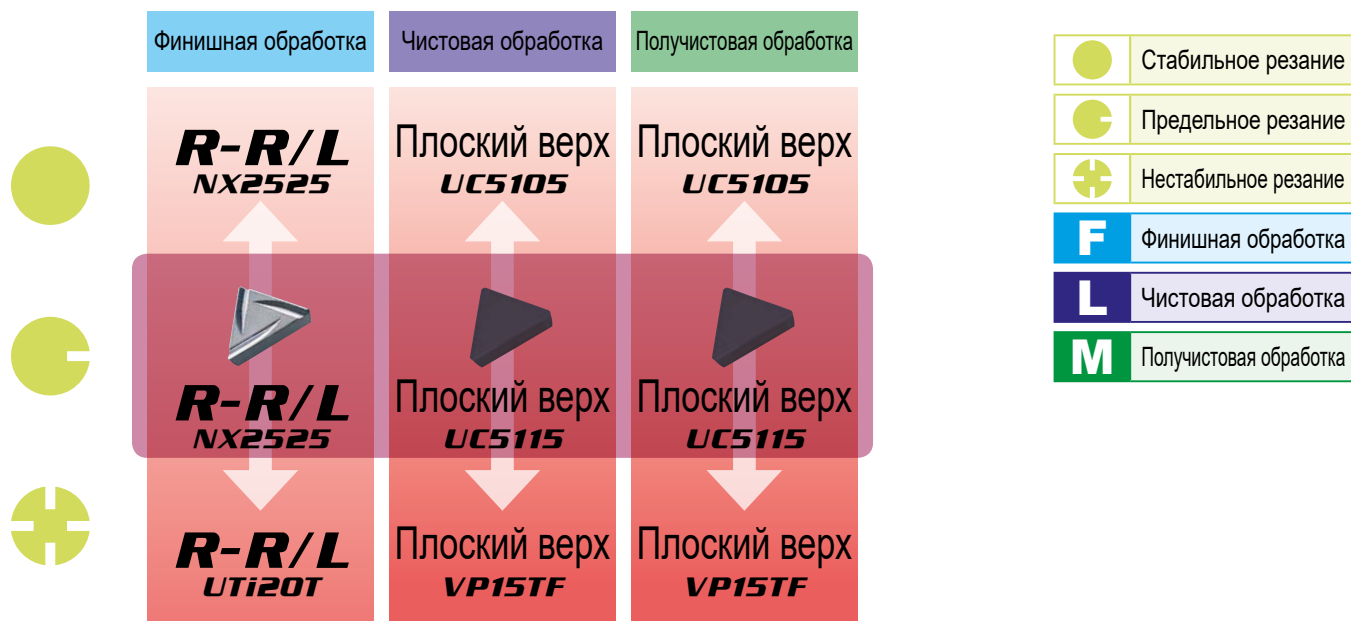 Финишная обработка
Чистовая обработка
Получистовая обработка
R-R/L
NX2525
Плоский верх
UC5105
Плоский верх
UC5105
R-R/L
NX2525
Плоский верх
UC5115
Плоский верх
UC5115
R-R/L
UTi20T
Плоский верх
VP15TF
Плоский верх
VP15TF
Стабильное резание
Предельное резание
Нестабильное резание
F Финишная обработка
L Чистовая обработка
M Получистовая обработка